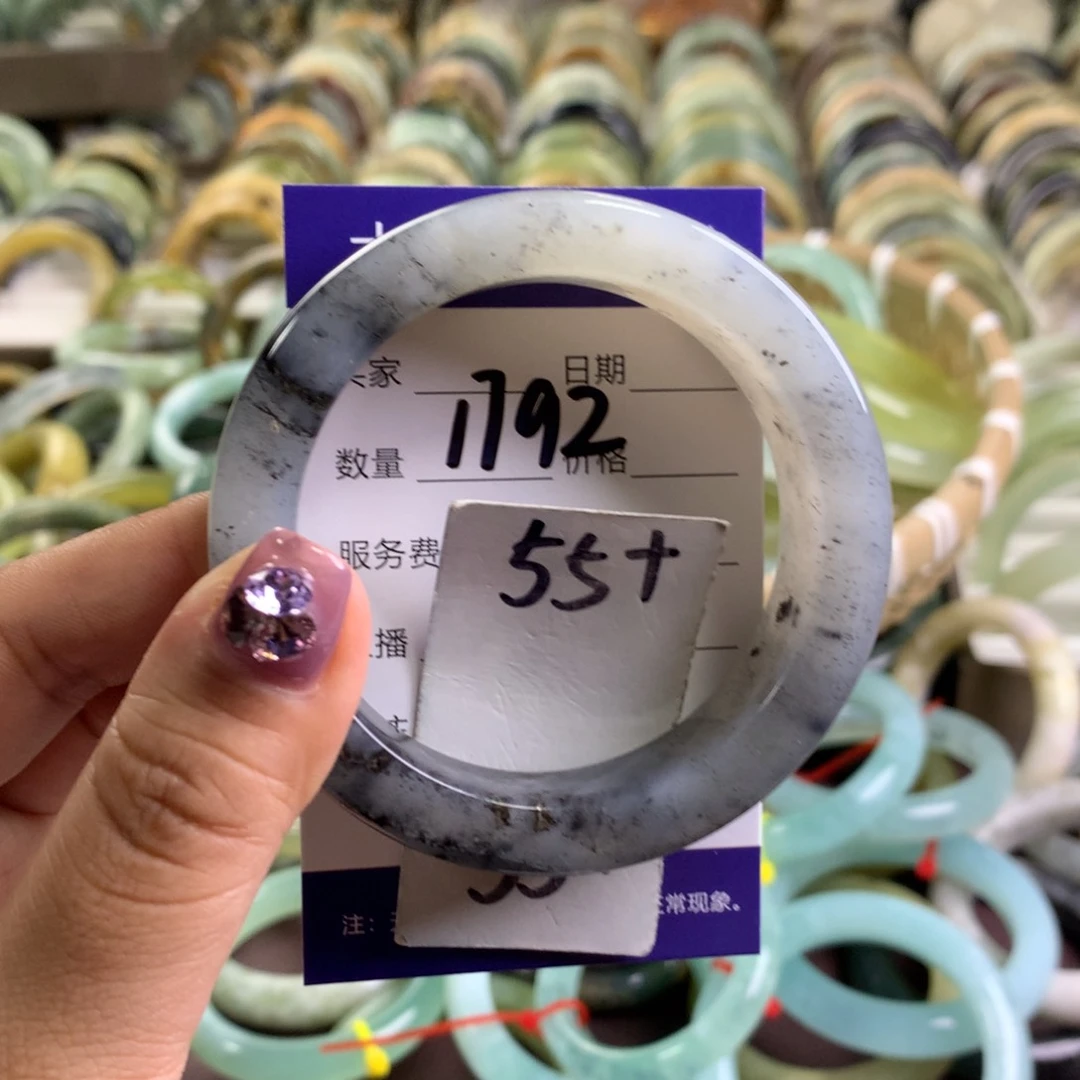 家 日期
1792
数量 价格
服务费
55+
播
注:
常现象。